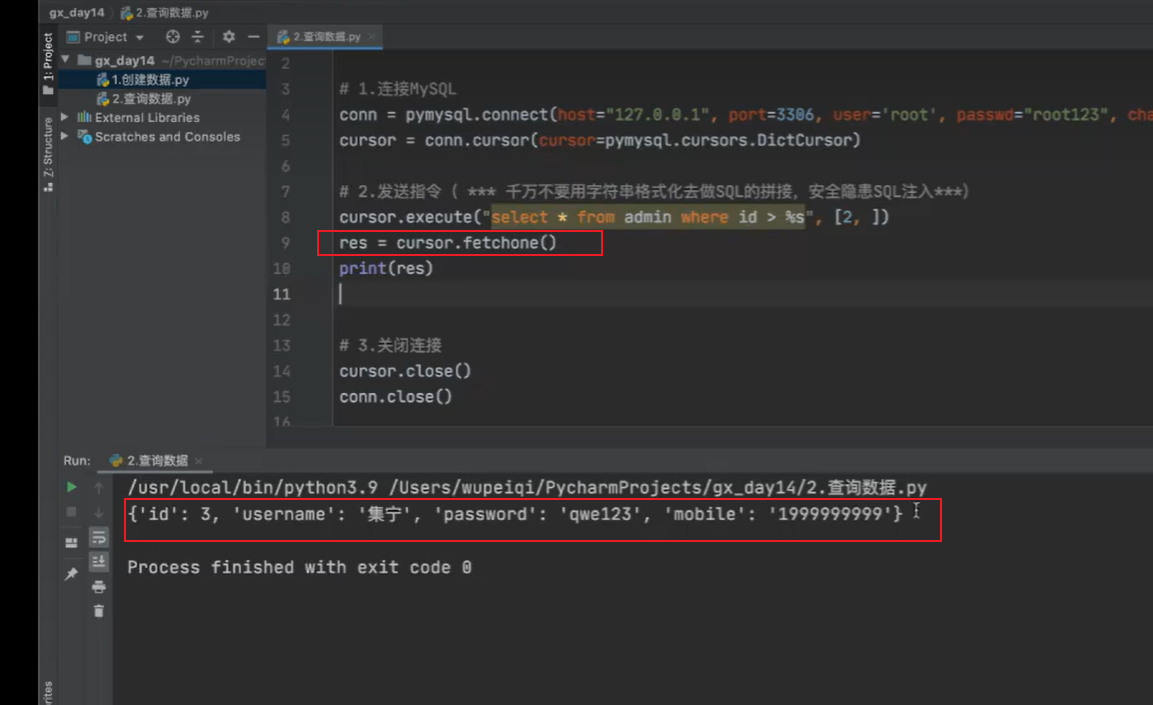 gx_day14 2.查询数据.py
Project 2.查询数据.py
1: Project
Z: Structure
gx_day14 ~/PycharmProjec
1.创建数据.py
2.查询数据.py
External Libraries
Scratches and Consoles
2
3 # 1.连接MySQL
4 conn = pymysql.connect(host="127.0.0.1", port=3306, user='root', passwd="root123", cha
5 cursor = conn.cursor(cursor=pymysql.cursors.DictCursor)
6
7 # 2.发送指令 ( *** 千万不要用字符串格式化去做SQL的拼接，安全隐患SQL注入***)
8 cursor.execute("select * from admin where id > %s", [2, ])
9 res = cursor.fetchone()
10 print(res)
11
12
13 # 3.关闭连接
14 cursor.close()
15 conn.close()
16
Run: 2.查询数据
/usr/local/bin/python3.9 /Users/wupeiqi/PycharmProjects/gx_day14/2.查询数据.py
{'id': 3, 'username': '集宁', 'password': 'qwe123', 'mobile': '1999999999'}
Process finished with exit code 0
rites